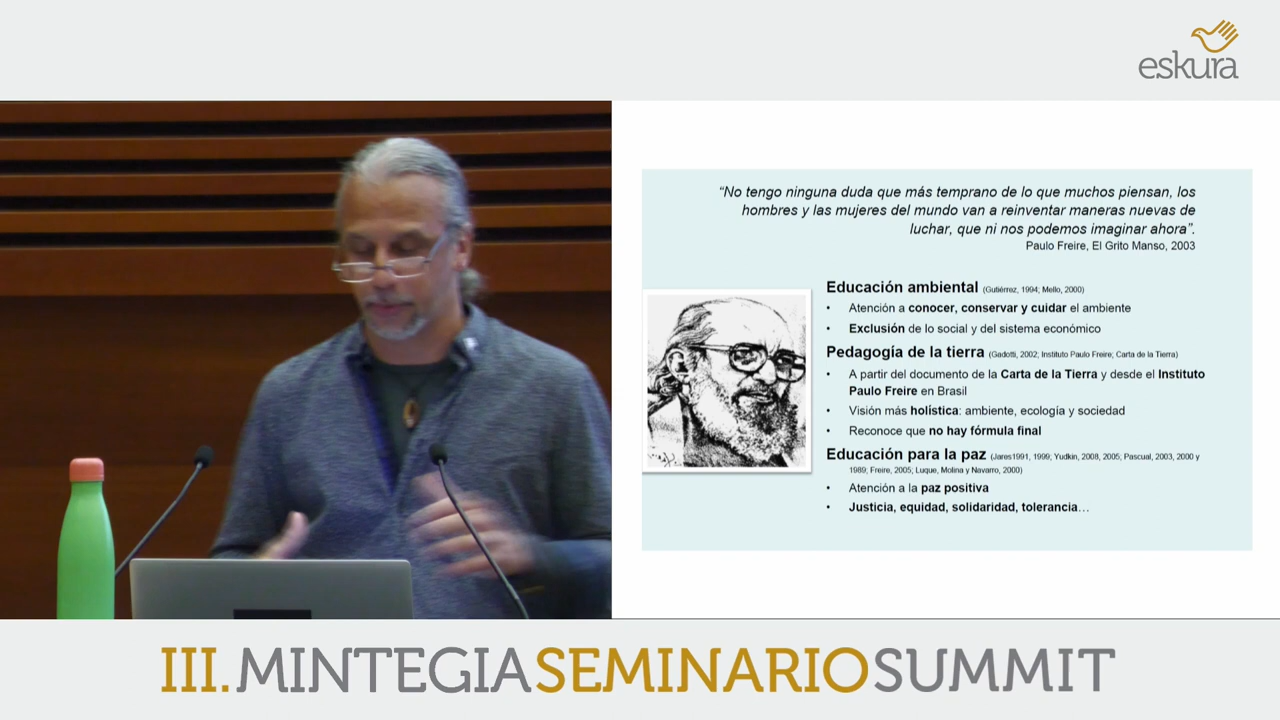 eskura
“No tengo ninguna duda que más temprano de lo que muchos piensan, los
hombres y las mujeres del mundo van a reinventar maneras nuevas de
luchar, que ni nos podemos imaginar ahora”.
Paulo Freire, El Grito Manso, 2003
Educación ambiental (Gutiérrez, 1994; Mello, 2000)
• Atención a conocer, conservar y cuidar el ambiente
• Exclusión de lo social y del sistema económico
Pedagogía de la tierra (Gadotti, 2002; Instituto Paulo Freire; Carta de la Tierra)
• A partir del documento de la Carta de la Tierra y desde el Instituto
Paulo Freire en Brasil
• Visión más holística: ambiente, ecología y sociedad
• Reconoce que no hay fórmula final
Educación para la paz (Jares1991, 1999; Yudkin, 2008, 2005; Pascual, 2003, 2000 y
1989; Freire, 2005; Luque, Molina y Navarro, 2000)
• Atención a la paz positiva
• Justicia, equidad, solidaridad, tolerancia…
III. MINTEGIA SEMINARIO SUMMIT